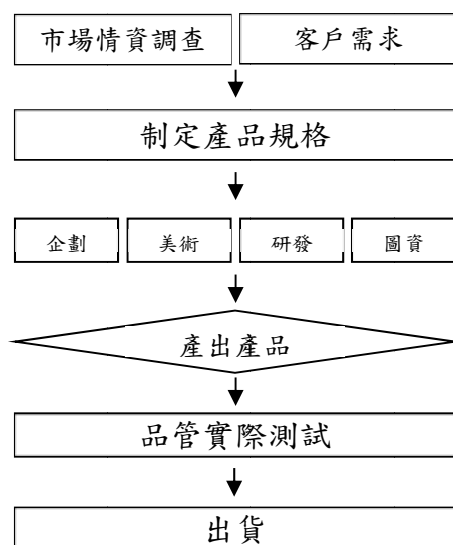 市場情資調查 客戶需求
制定產品規格
企劃 美術 研發 圖資
產出產品
品管實際測試
出貨